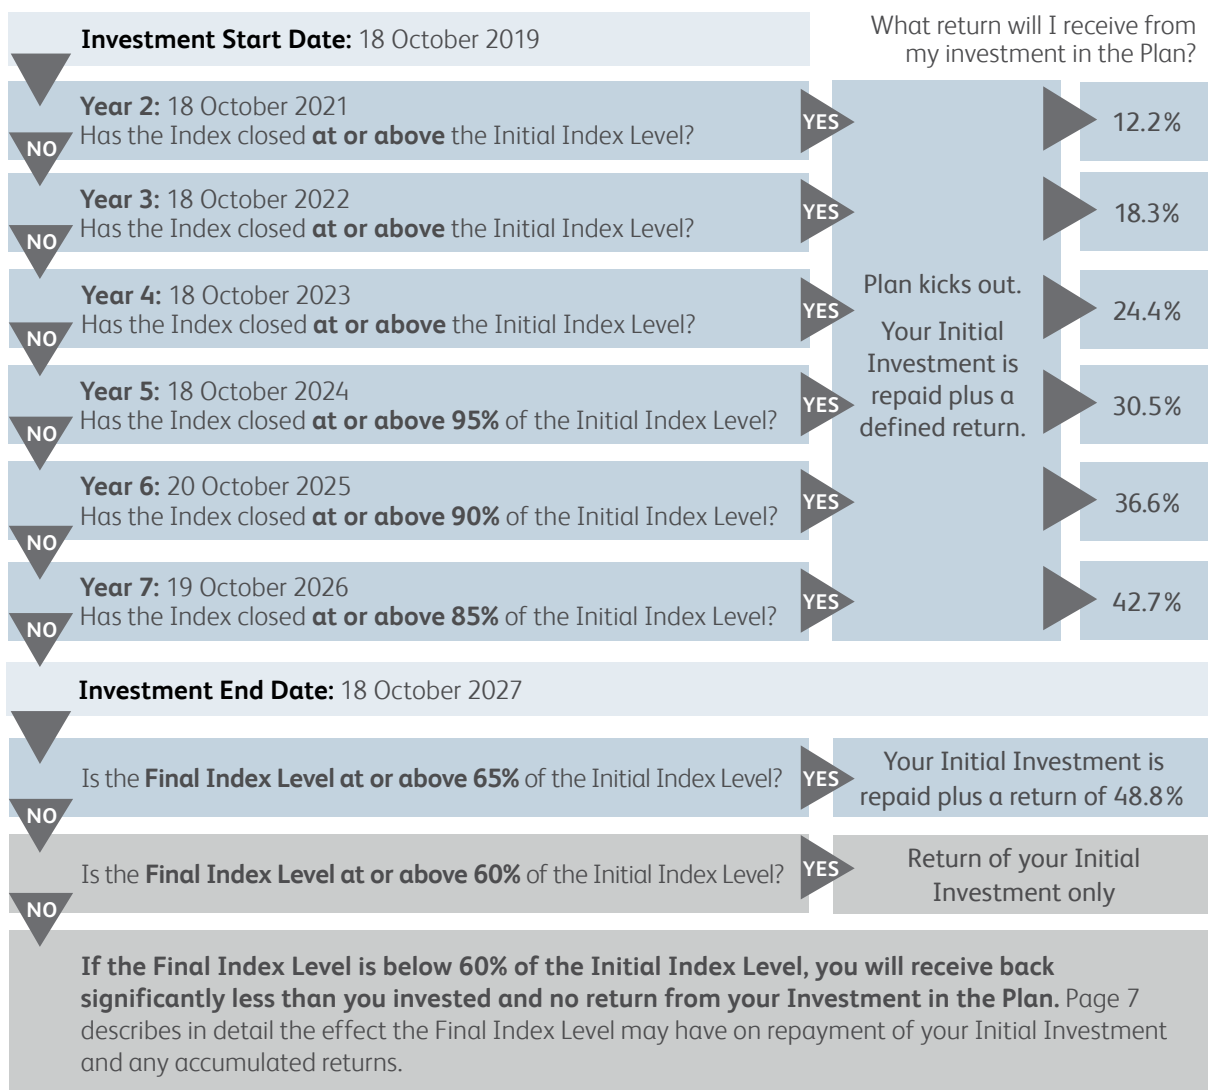 Investment Start Date: 18 October 2019
What return will I receive from
my investment in the Plan?
Year 2: 18 October 2021
Has the Index closed at or above the Initial Index Level?
YES
12.2%
NO
Year 3: 18 October 2022
Has the Index closed at or above the Initial Index Level?
YES
18.3%
NO
Year 4: 18 October 2023
Has the Index closed at or above the Initial Index Level?
YES
24.4%
NO
Year 5: 18 October 2024
Has the Index closed at or above 95% of the Initial Index Level?
YES
30.5%
NO
Year 6: 20 October 2025
Has the Index closed at or above 90% of the Initial Index Level?
YES
36.6%
NO
Year 7: 19 October 2026
Has the Index closed at or above 85% of the Initial Index Level?
YES
42.7%
NO
Plan kicks out.
Your Initial
Investment is
repaid plus a
defined return.
Investment End Date: 18 October 2027
Is the Final Index Level at or above 65% of the Initial Index Level?
YES
Your Initial Investment is
repaid plus a return of 48.8%
NO
Is the Final Index Level at or above 60% of the Initial Index Level?
YES
Return of your Initial
Investment only
NO
If the Final Index Level is below 60% of the Initial Index Level, you will receive back
significantly less than you invested and no return from your Investment in the Plan. Page 7
describes in detail the effect the Final Index Level may have on repayment of your Initial Investment
and any accumulated returns.